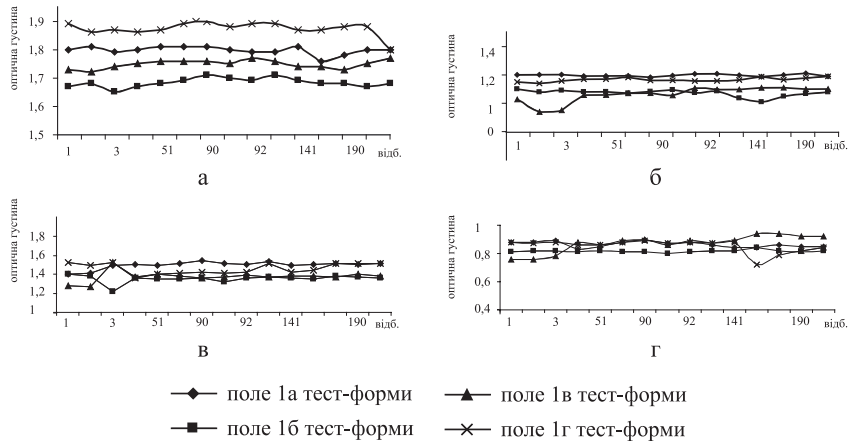 оптична густина
1,9
1,8
1,7
1,6
1,5
1 3 51 90 92 141 190 відб.
а
оптична густина
1,4
1,2
1
0
1 3 51 90 92 141 190 відб.
б
оптична густина
1,8
1,6
1,4
1,2
1
1 3 51 90 92 141 190 відб.
в
оптична густина
1
0,8
0,6
0,4
1 3 51 90 92 141 190 відб.
г
поле 1а тест-форми
поле 1в тест-форми
поле 1б тест-форми
поле 1г тест-форми